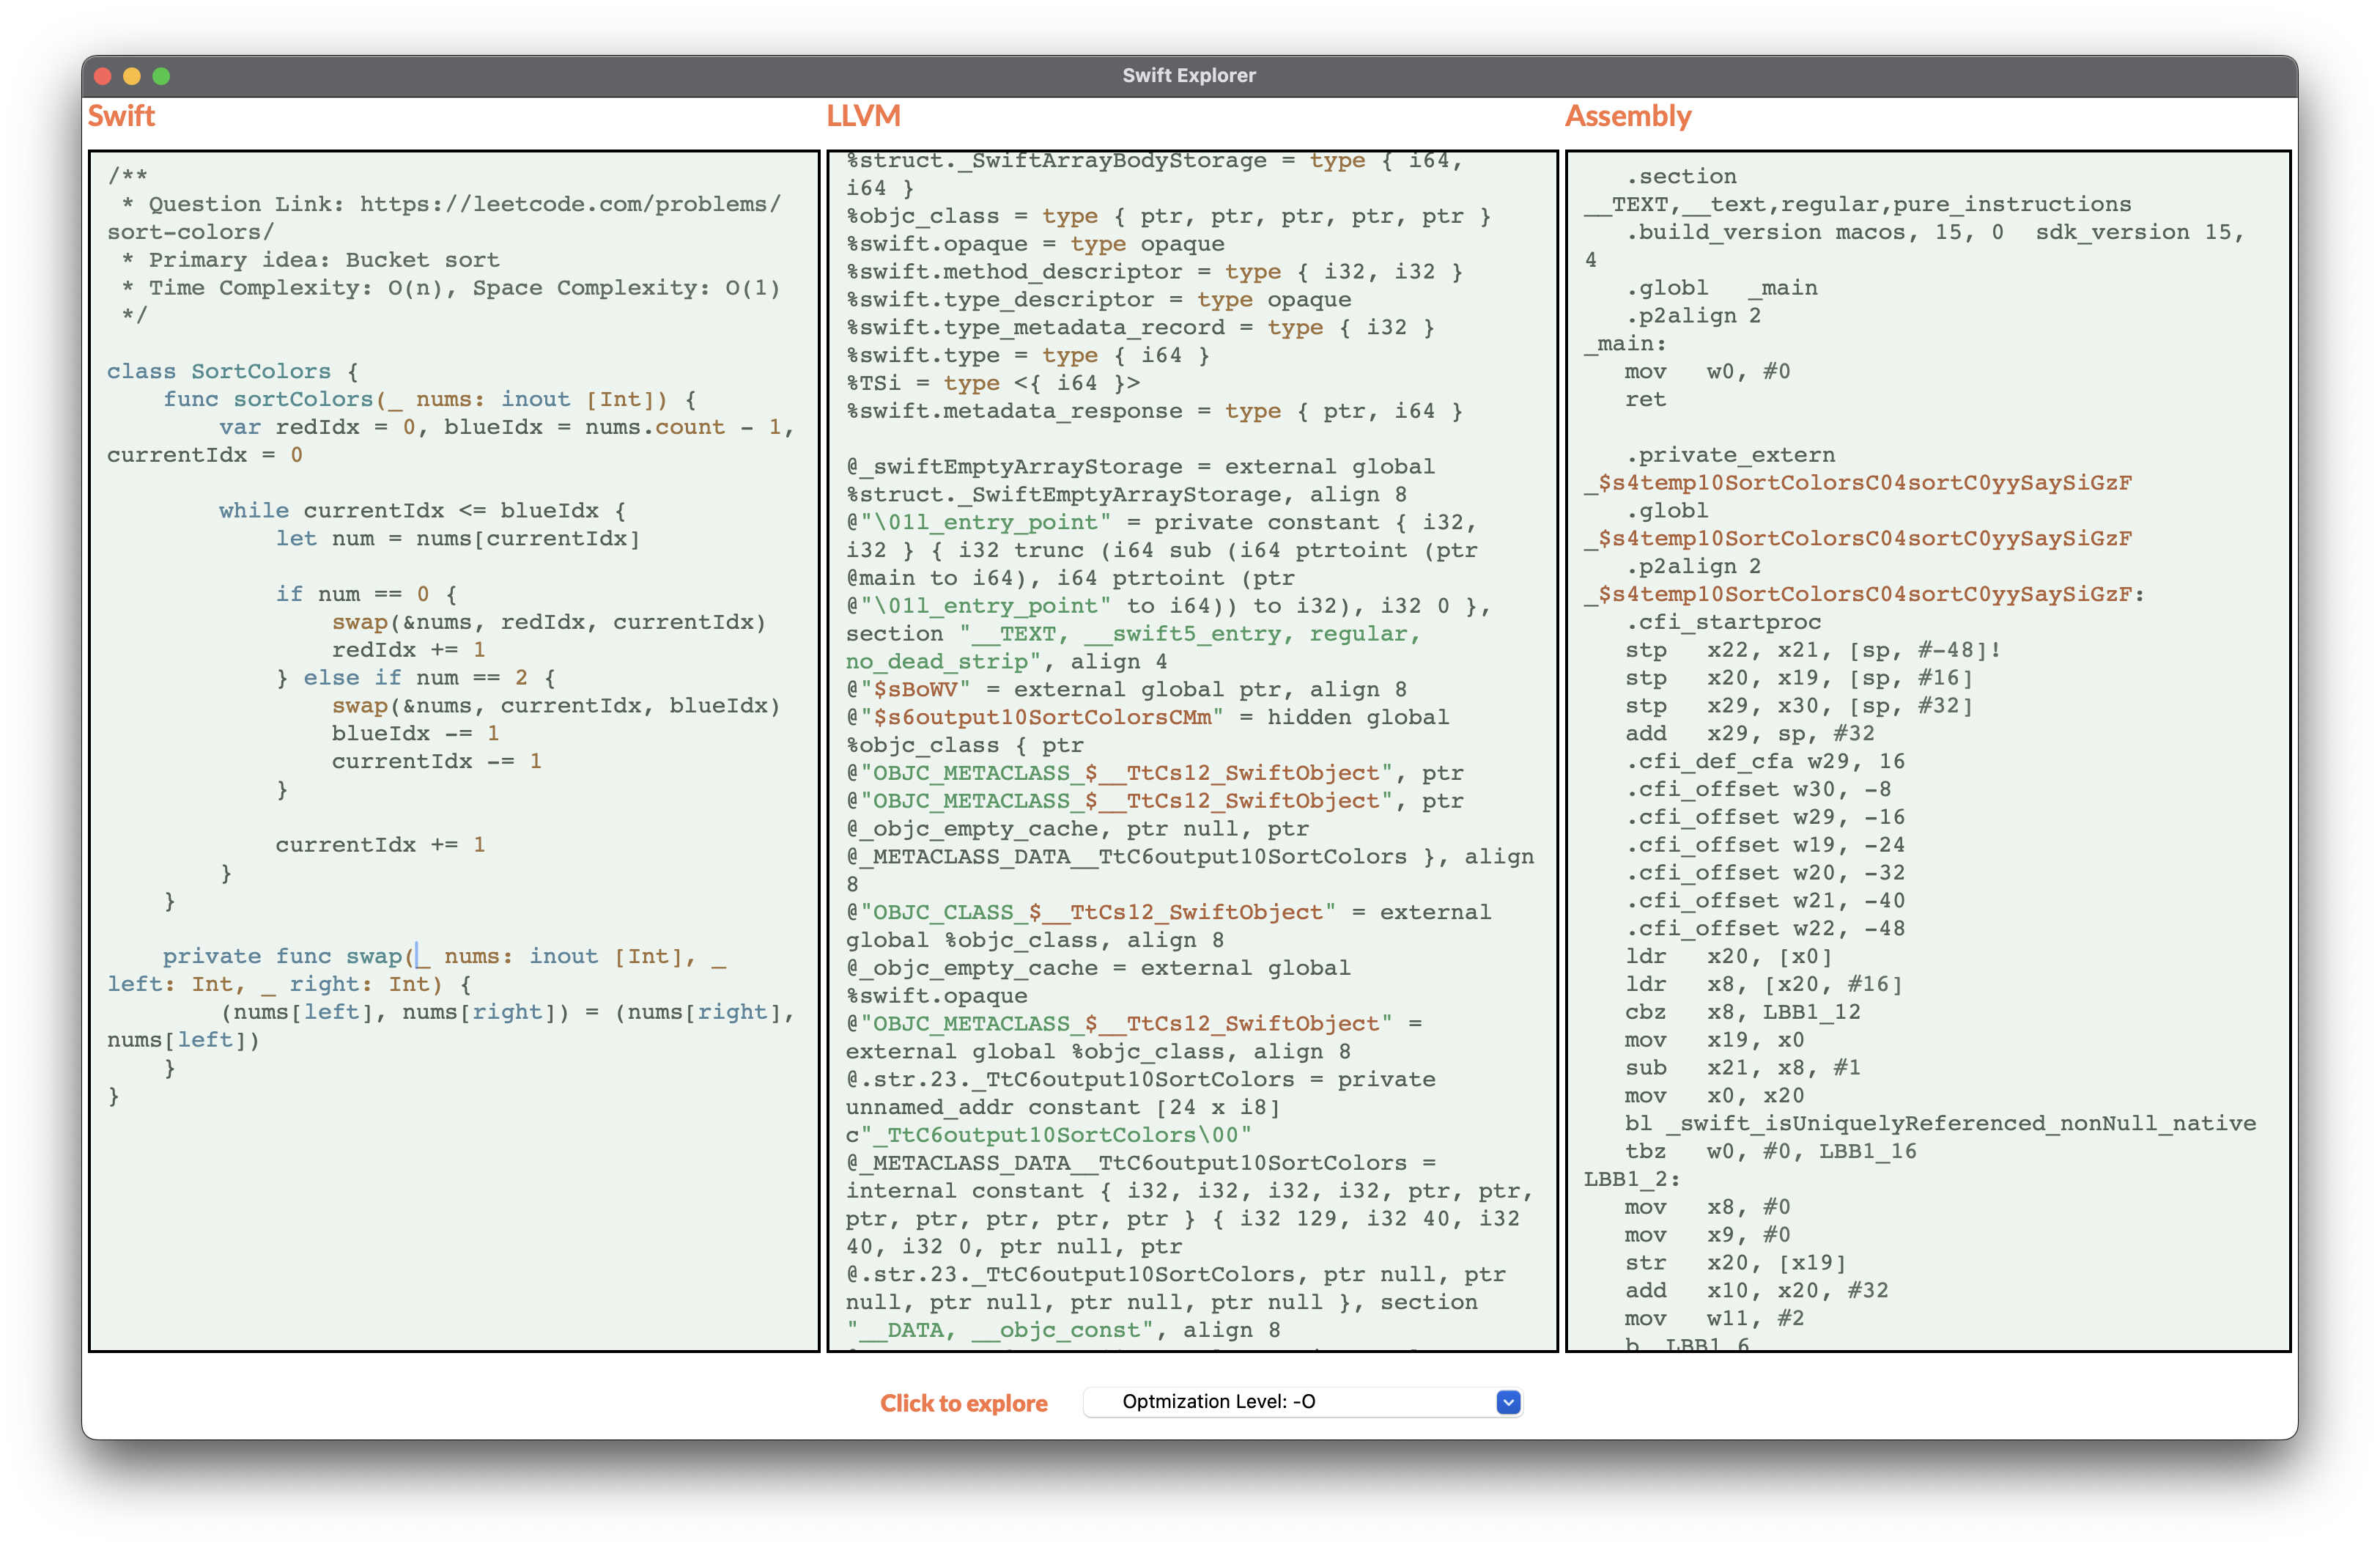 Swift Explorer
Swift
/**
 * Question Link: https://leetcode.com/problems/
sort-colors/
 * Primary idea: Bucket sort
 * Time Complexity: O(n), Space Complexity: O(1)
 */
class SortColors {
    func sortColors(_ nums: inout [Int]) {
        var redIdx = 0, blueIdx = nums.count - 1,
currentIdx = 0
        while currentIdx <= blueIdx {
            let num = nums[currentIdx]
            if num == 0 {
                swap(&nums, redIdx, currentIdx)
                redIdx += 1
            } else if num == 2 {
                swap(&nums, currentIdx, blueIdx)
                blueIdx -= 1
                currentIdx -= 1
            }
            currentIdx += 1
        }
    }
    private func swap(_ nums: inout [Int], _
left: Int, _ right: Int) {
        (nums[left], nums[right]) = (nums[right],
nums[left])
    }
}
LLVM
%struct._SwiftArrayBodyStorage = type { i64,
i64 }
%objc_class = type { ptr, ptr, ptr, ptr, ptr }
%swift.opaque = type opaque
%swift.method_descriptor = type { i32, i32 }
%swift.type_descriptor = type opaque
%swift.type_metadata_record = type { i32 }
%swift.type = type { i64 }
%TSi = type <{ i64 }>
%swift.metadata_response = type { ptr, i64 }
@_swiftEmptyArrayStorage = external global
%struct._SwiftEmptyArrayStorage, align 8
@"\01l_entry_point" = private constant { i32,
i32 } { i32 trunc (i64 sub (i64 ptrtoint (ptr
@main to i64), i64 ptrtoint (ptr
@"\01l_entry_point" to i64)) to i32), i32 0 },
section "__TEXT, __swift5_entry, regular,
no_dead_strip", align 4
@"$sBoWV" = external global ptr, align 8
@"$s6output10SortColorsCMm" = hidden global
%objc_class { ptr
@"OBJC_METACLASS_$__TtCs12_SwiftObject", ptr
@"OBJC_METACLASS_$__TtCs12_SwiftObject", ptr
@_objc_empty_cache, ptr null, ptr
@_METACLASS_DATA__TtC6output10SortColors }, align
8
@"OBJC_CLASS_$__TtCs12_SwiftObject" = external
global %objc_class, align 8
@_objc_empty_cache = external global
%swift.opaque
@"OBJC_METACLASS_$__TtCs12_SwiftObject" =
external global %objc_class, align 8
@.str.23._TtC6output10SortColors = private
unnamed_addr constant [24 x i8]
c"_TtC6output10SortColors\00"
@_METACLASS_DATA__TtC6output10SortColors =
internal constant { i32, i32, i32, i32, ptr, ptr,
ptr, ptr, ptr, ptr, ptr } { i32 129, i32 40, i32
40, i32 0, ptr null, ptr
@.str.23._TtC6output10SortColors, ptr null, ptr
null, ptr null, ptr null, ptr null }, section
"__DATA, __objc_const", align 8
Assembly
.section
__TEXT,__text,regular,pure_instructions
.build_version macos, 15, 0  sdk_version 15,
4
.globl  _main
.p2align 2
_main:
mov  w0, #0
ret
.private_extern
_$s4temp10SortColorsC04sortC0yySaySiGzF
.globl
_$s4temp10SortColorsC04sortC0yySaySiGzF
.p2align 2
_$s4temp10SortColorsC04sortC0yySaySiGzF:
.cfi_startproc
stp  x22, x21, [sp, #-48]!
stp  x20, x19, [sp, #16]
stp  x29, x30, [sp, #32]
add  x29, sp, #32
.cfi_def_cfa w29, 16
.cfi_offset w30, -8
.cfi_offset w29, -16
.cfi_offset w19, -24
.cfi_offset w20, -32
.cfi_offset w21, -40
.cfi_offset w22, -48
ldr  x20, [x0]
ldr  x8, [x20, #16]
cbz  x8, LBB1_12
mov  x19, x0
sub  x21, x8, #1
mov  x0, x20
bl _swift_isUniquelyReferenced_nonNull_native
tbz  w0, #0, LBB1_16
LBB1_2:
mov  x8, #0
mov  x9, #0
str  x20, [x19]
add  x10, x20, #32
mov  w11, #2
b  LBB1_6
Click to explore
Optmization Level: -O